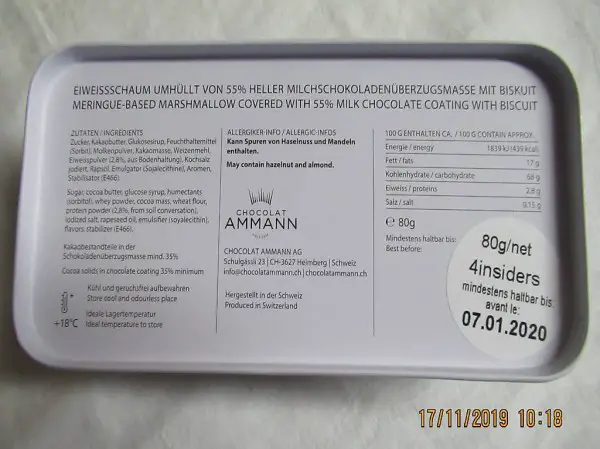 EIWEISSSCHAUM UMHÜLLT VON 55% HELLER MILCHSCHOKOLADENÜBERZUGSMASSE MIT BISKUIT
MERINGUE-BASED MARSHMALLOW COVERED WITH 55% MILK CHOCOLATE COATING WITH BISCUIT
ZUTATEN / INGRÉDIENTS
Zucker, Kakaobutter, Glukosesirup, Feuchthaltemittel
(Sorbit), Molkenpulver, Kakaomasse, Weizenmehl,
Eiweisspulver (2,8%, aus Bodenhaltung), Kochsalz
jodiert, Rapsöl, Emulgator (Sojalecithine), Aromen,
Stabilisator (E466).
Sugar, cocoa butter, glucose syrup, humectants
(sorbitol), whey powder, cocoa mass, wheat flour,
protein powder (2,8%, from soil conversation),
iodized salt, rapeseed oil, emulsifier (soyalecithin),
flavors, stabilizer (E466).
Kakaobestandteile in der
Schokoladenüberzugsmasse mind. 35%
Cocoa solids in chocolate coating 35% minimum
Kühl und geruchsfrei aufbewahren
Store cool and odourless place
Ideale Lagertemperatur
+18°C Ideal temperature to store
ALLERGIKER-INFO / ALLERGIC-INFOS
Kann Spuren von Haselnuss und Mandeln
enthalten.
May contain hazelnut and almond.
CHOCOLAT
AMMANN
CHOCOLAT AMMANN AG
Schulgässli 23 | CH-3627 Heimberg | Schweiz
info@chocolatammann.ch | chocolatammann.ch
Hergestellt in der Schweiz
Produced in Switzerland
100 G ENTHALTEN CA. / 100 G CONTAIN APPROX.
Energie / energy 1839 kJ (439 kcal)
Fett / fats 17 g
Kohlenhydrate / carbohydrate 68 g
Eiweiss / proteins 2.8 g
Salz / salt 0.15 g
℮ 80g
Mindestens haltbar bis:
Best before:
80g/net
4insiders
mindestens haltbar bis
avant le:
07.01.2020
17/11/2019 10:18